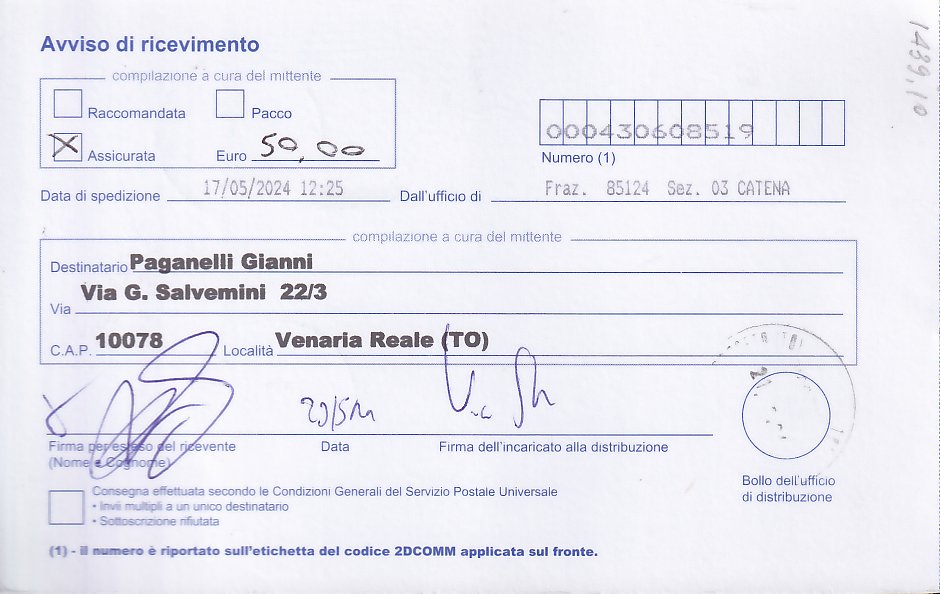 Avviso di ricevimento
1489,10
compilazione a cura del mittente
Raccomandata Pacco
Assicurata Euro 50,00
000430608519
Numero (1)
Data di spedizione 17/05/2024 12:25 Dall'ufficio di Fraz. 85124 Sez. 03 CATENA
compilazione a cura del mittente
Destinatario Paganelli Gianni
Via Via G. Salvemini 22/3
C.A.P. 10078 Località Venaria Reale (TO)
Firma per esteso del ricevente Data Firma dell'incaricato alla distribuzione
(Nome e Cognome)
Bollo dell'ufficio
di distribuzione
Consegna effettuata secondo le Condizioni Generali del Servizio Postale Universale
• Invii multipli a un unico destinatario
• Sottoscrizione rifiutata
(1) - il numero è riportato sull'etichetta del codice 2DCOMM applicata sul fronte.